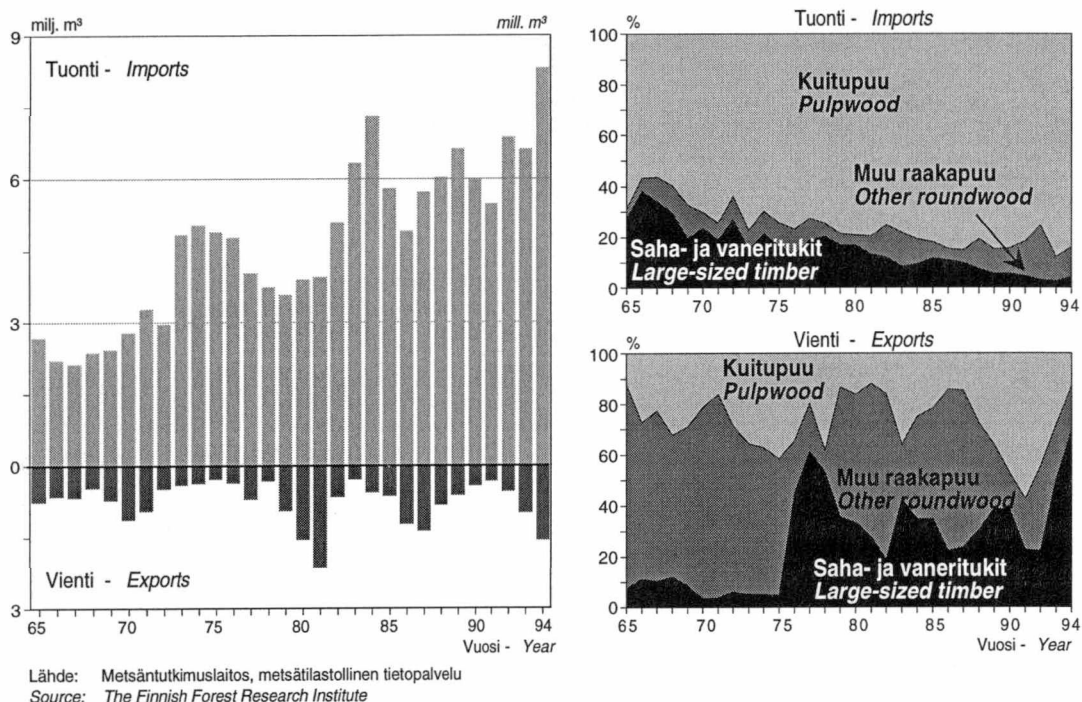 milj. m³ mill. m³
9
Tuonti - Imports
6
3
0
Vienti - Exports
3
65 70 75 80 85 90 94
Vuosi - Year
% Tuonti - Imports
100
Kuitupuu
Pulpwood
80
60
Muu raakapuu
Other roundwood
40
20
Saha- ja vaneritukit
Large-sized timber
0
65 70 75 80 85 90 94
% Vienti - Exports
100
Kuitupuu
Pulpwood
80
60
Muu raakapuu
Other roundwood
40
20
Saha- ja vaneritukit
Large-sized timber
0
65 70 75 80 85 90 94
Vuosi - Year
Lähde: Metsäntutkimuslaitos, metsätilastollinen tietopalvelu
Source: The Finnish Forest Research Institute